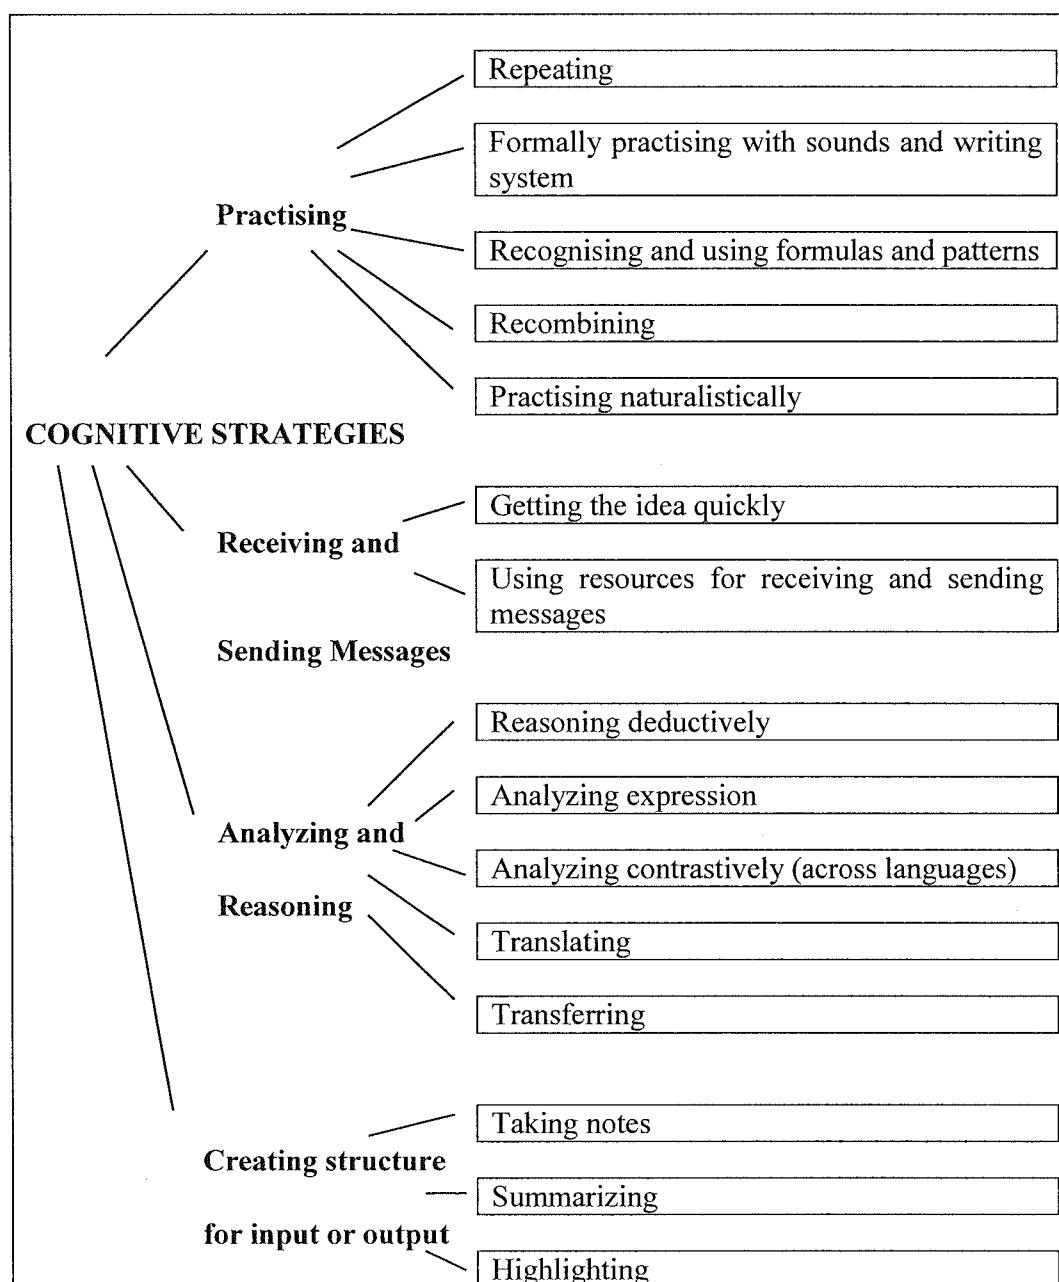 Repeating
Formally practising with sounds and writing
system
Practising
Recognising and using formulas and patterns
Recombining
Practising naturalistically
COGNITIVE STRATEGIES
Getting the idea quickly
Receiving and
Using resources for receiving and sending
messages
Sending Messages
Reasoning deductively
Analyzing expression
Analyzing and
Analyzing contrastively (across languages)
Reasoning
Translating
Transferring
Taking notes
Creating structure
Summarizing
for input or output
Highlighting